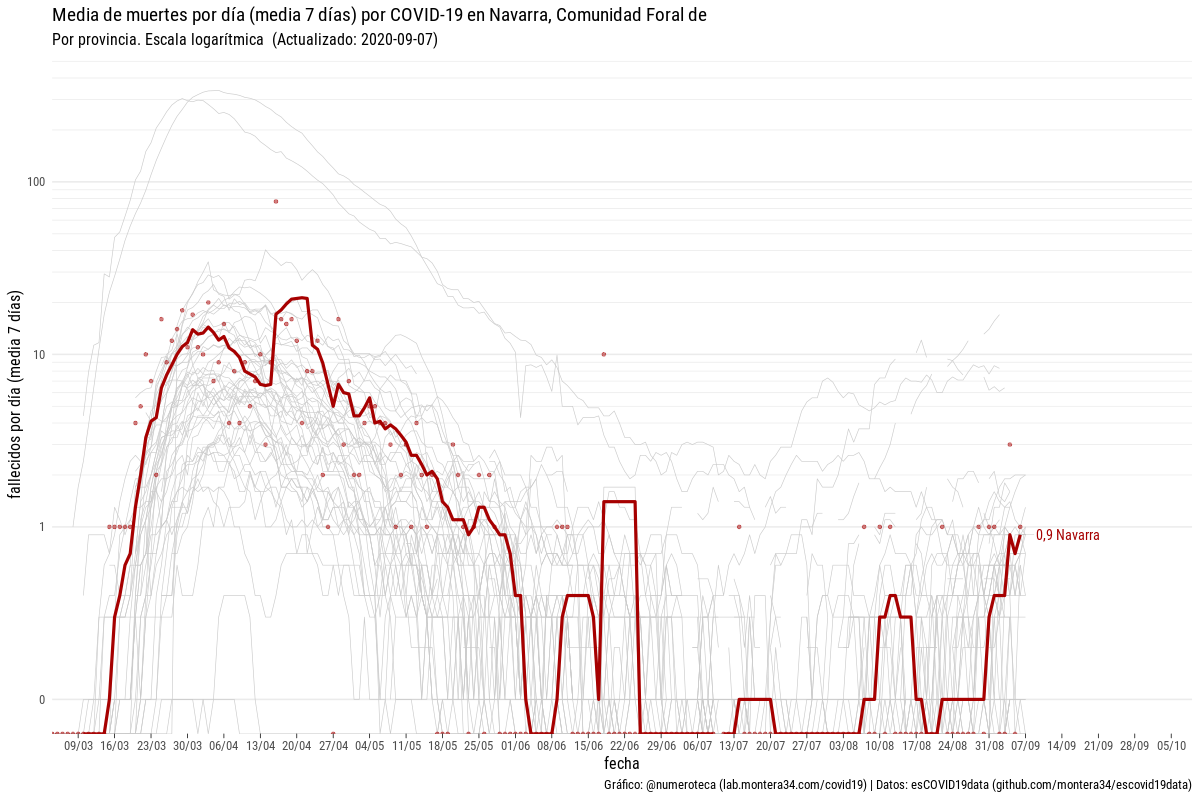 Media de muertes por día (media 7 días) por COVID-19 en Navarra, Comunidad Foral de
Por provincia. Escala logarítmica (Actualizado: 2020-09-07)
fallecidos por día (media 7 días)
100
10
1
0
0,9 Navarra
09/03 16/03 23/03 30/03 06/04 13/04 20/04 27/04 04/05 11/05 18/05 25/05 01/06 08/06 15/06 22/06 29/06 06/07 13/07 20/07 27/07 03/08 10/08 17/08 24/08 31/08 07/09 14/09 21/09 28/09 05/10
fecha
Gráfico: @numeroteca (lab.montera34.com/covid19) | Datos: esCOVID19data (github.com/montera34/escovid19data)